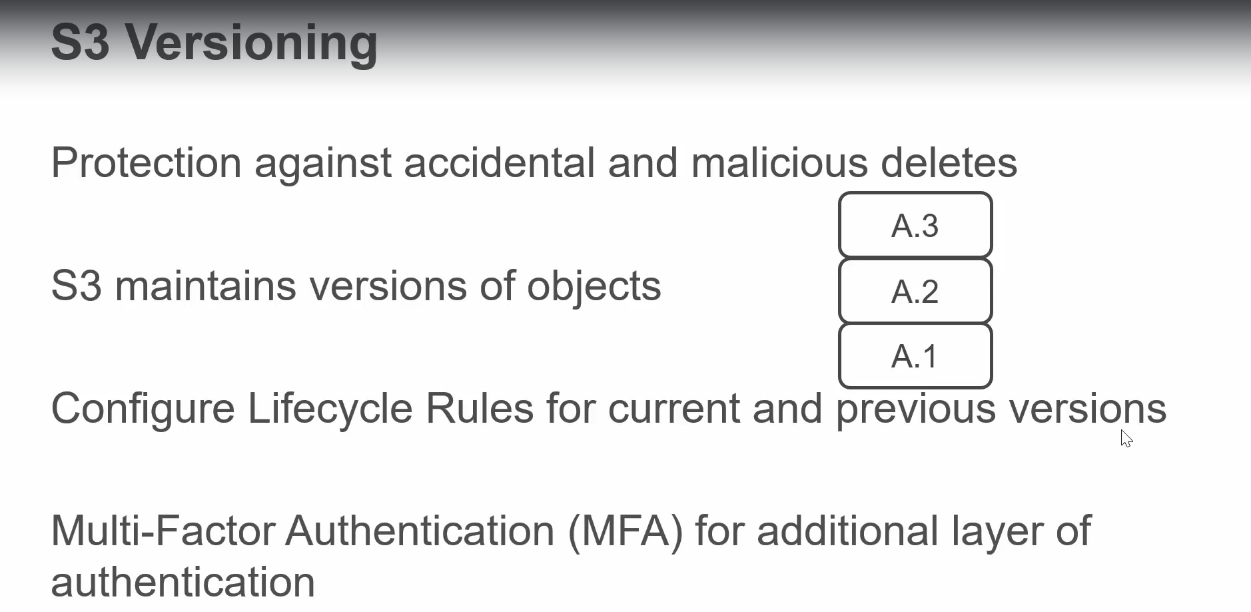 S3 Versioning
Protection against accidental and malicious deletes
A.3
S3 maintains versions of objects
A.2
A.1
Configure Lifecycle Rules for current and previous versions
Multi-Factor Authentication (MFA) for additional layer of
authentication